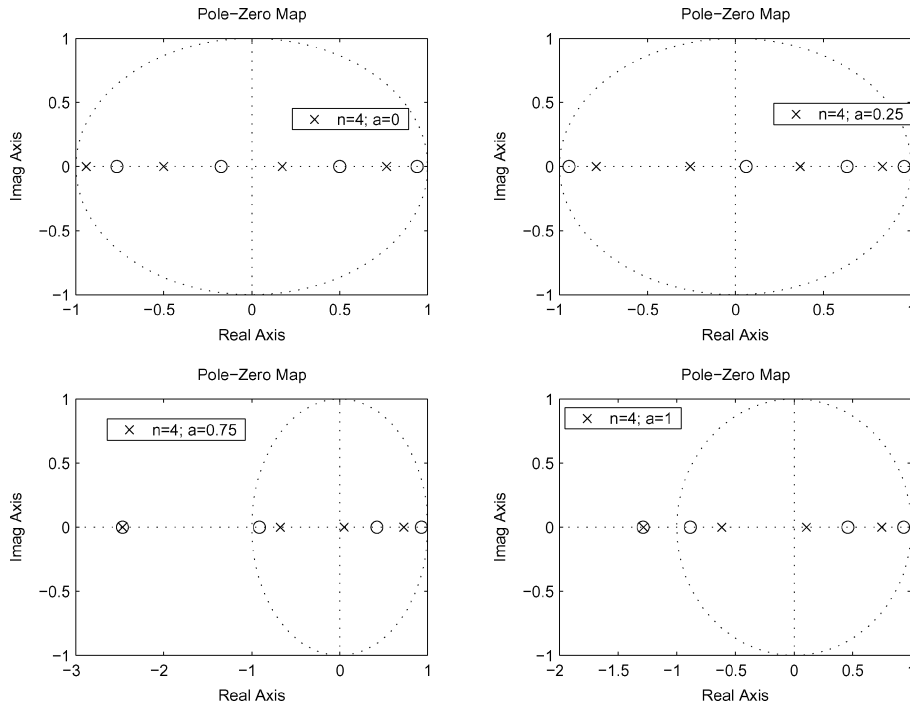 Pole−Zero Map
1
0.5
0
−0.5
−1
Imag Axis
× n=4; a=0
−1 −0.5 0 0.5 1
Real Axis
Pole−Zero Map
1
0.5
0
−0.5
−1
Imag Axis
× n=4; a=0.25
−1 −0.5 0 0.5 1
Real Axis
Pole−Zero Map
1
0.5
0
−0.5
−1
Imag Axis
× n=4; a=0.75
−3 −2 −1 0 1
Real Axis
Pole−Zero Map
1
0.5
0
−0.5
−1
Imag Axis
× n=4; a=1
−2 −1.5 −1 −0.5 0 0.5 1
Real Axis